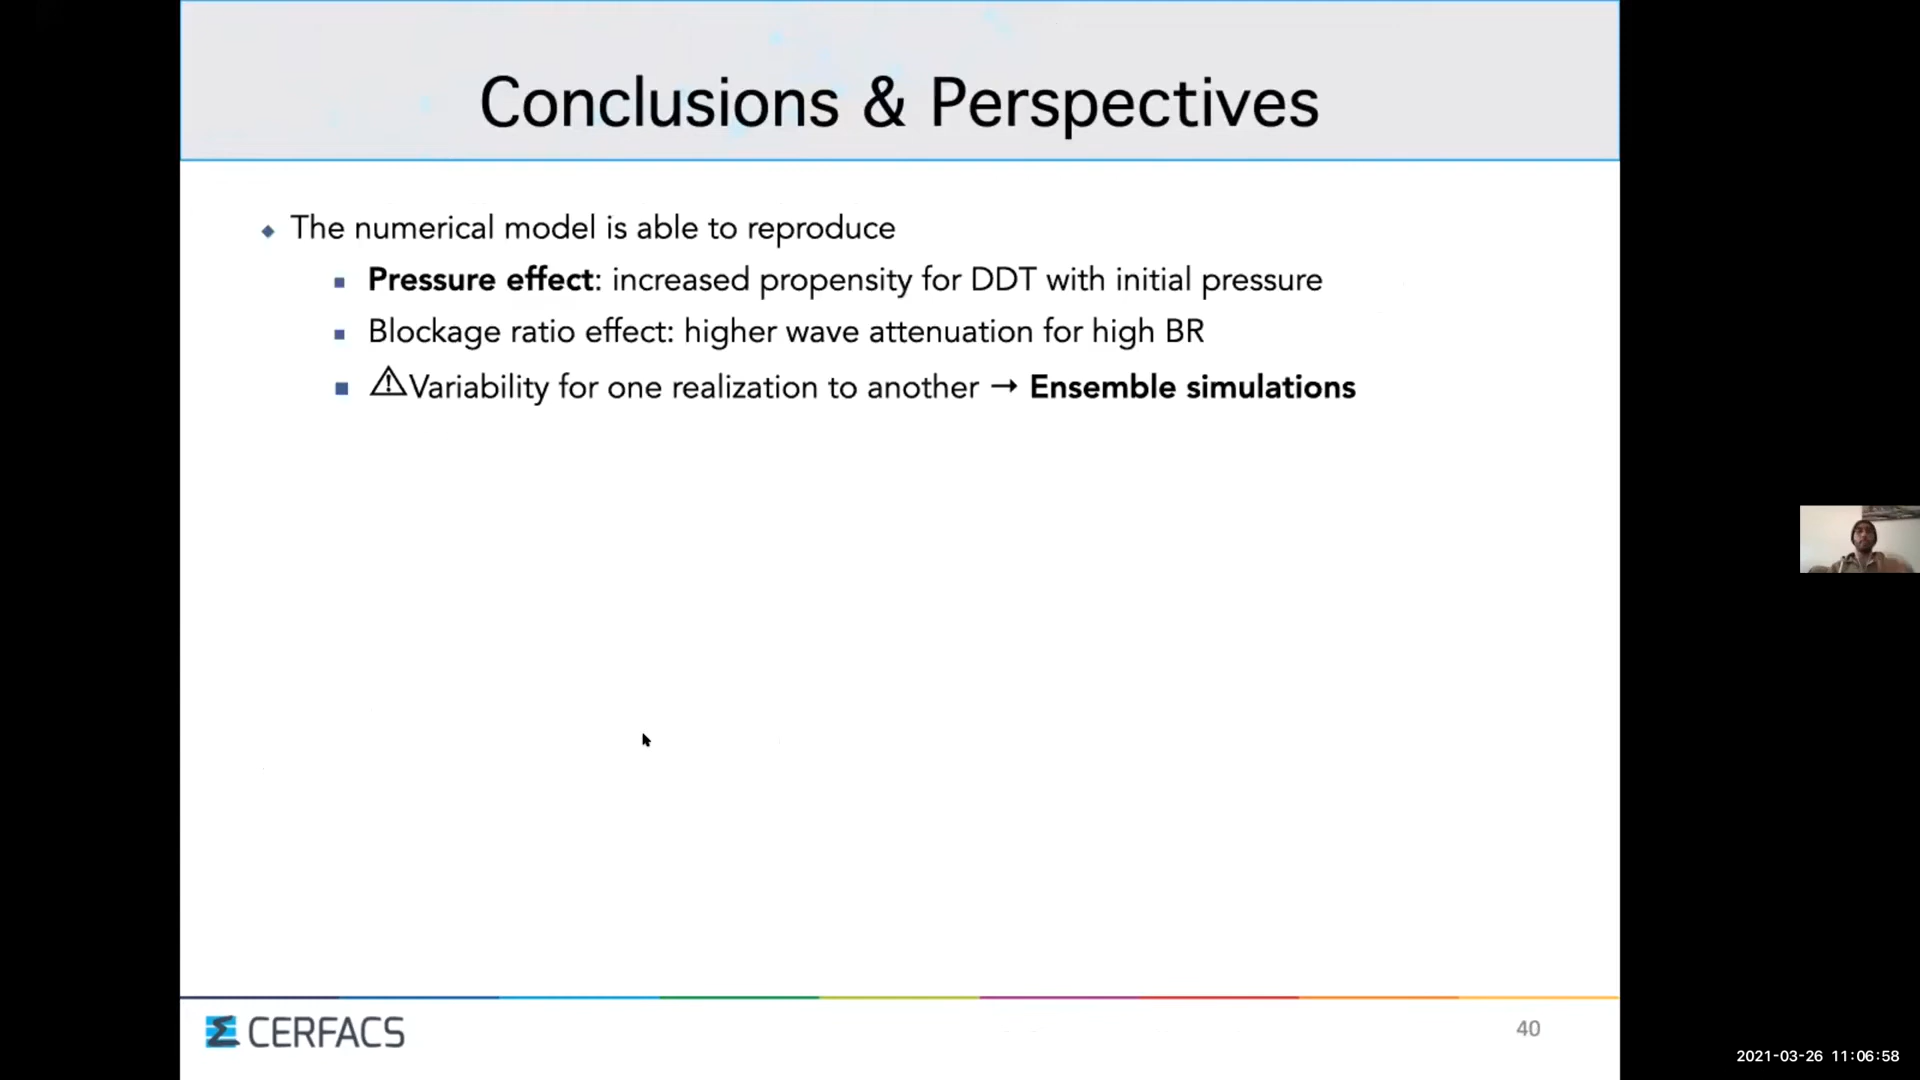 Conclusions & Perspectives
The numerical model is able to reproduce
Pressure effect: increased propensity for DDT with initial pressure
Blockage ratio effect: higher wave attenuation for high BR
⚠Variability for one realization to another → Ensemble simulations
CERFACS
40
2021-03-26 11:06:58